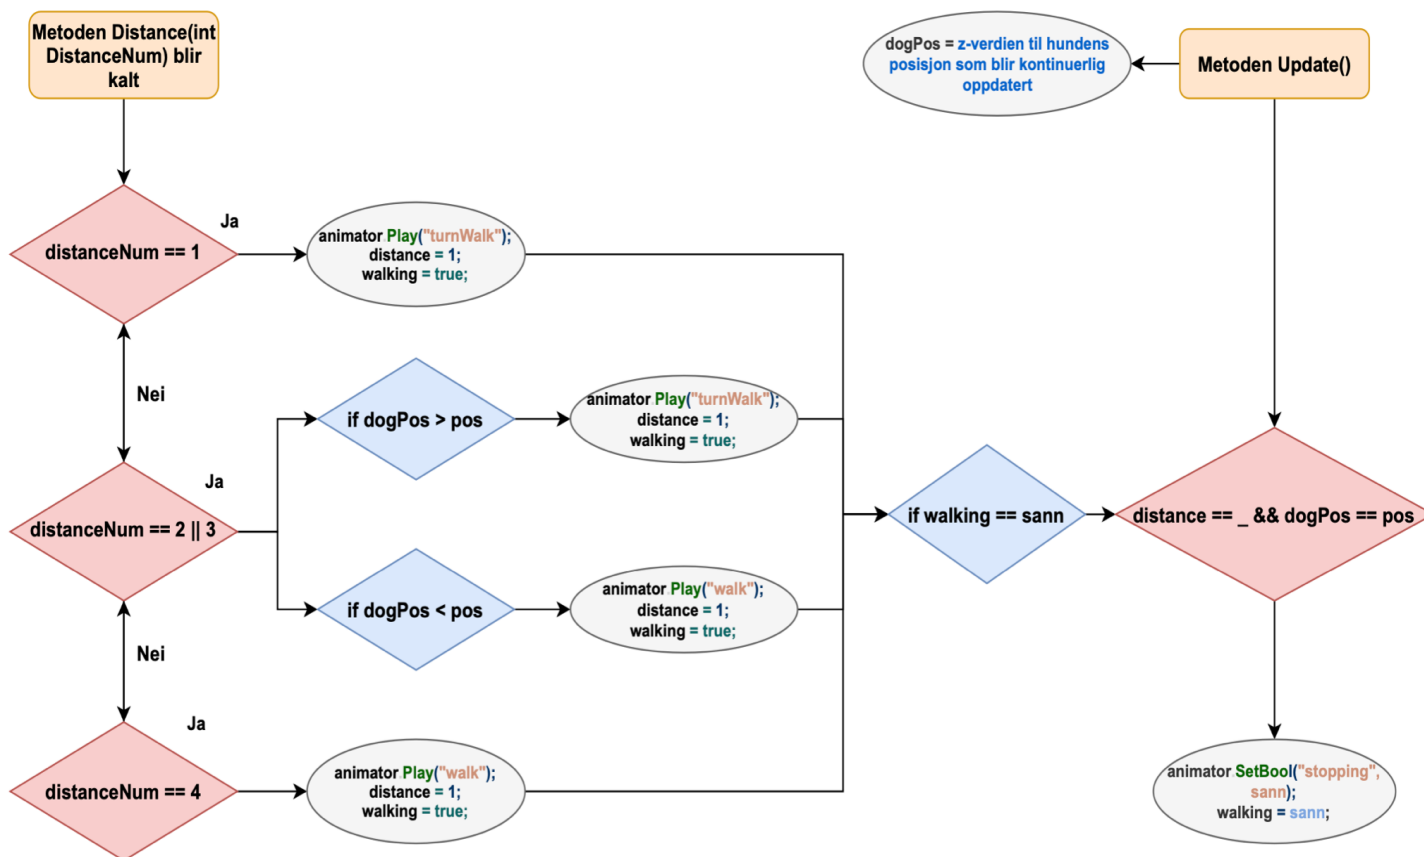 Metoden Distance(int
DistanceNum) blir
kalt
dogPos = z-verdien til hundens
posisjon som blir kontinuerlig
oppdatert
Metoden Update()
distanceNum == 1
Ja
animator.Play("turnWalk");
distance = 1;
walking = true;
Nei
if dogPos > pos
animator.Play("turnWalk");
distance = 1;
walking = true;
distanceNum == 2 || 3
Ja
if walking == sann
distance == _ && dogPos == pos
if dogPos < pos
animator.Play("walk");
distance = 1;
walking = true;
Nei
distanceNum == 4
Ja
animator.Play("walk");
distance = 1;
walking = true;
animator.SetBool("stopping",
sann);
walking = sann;